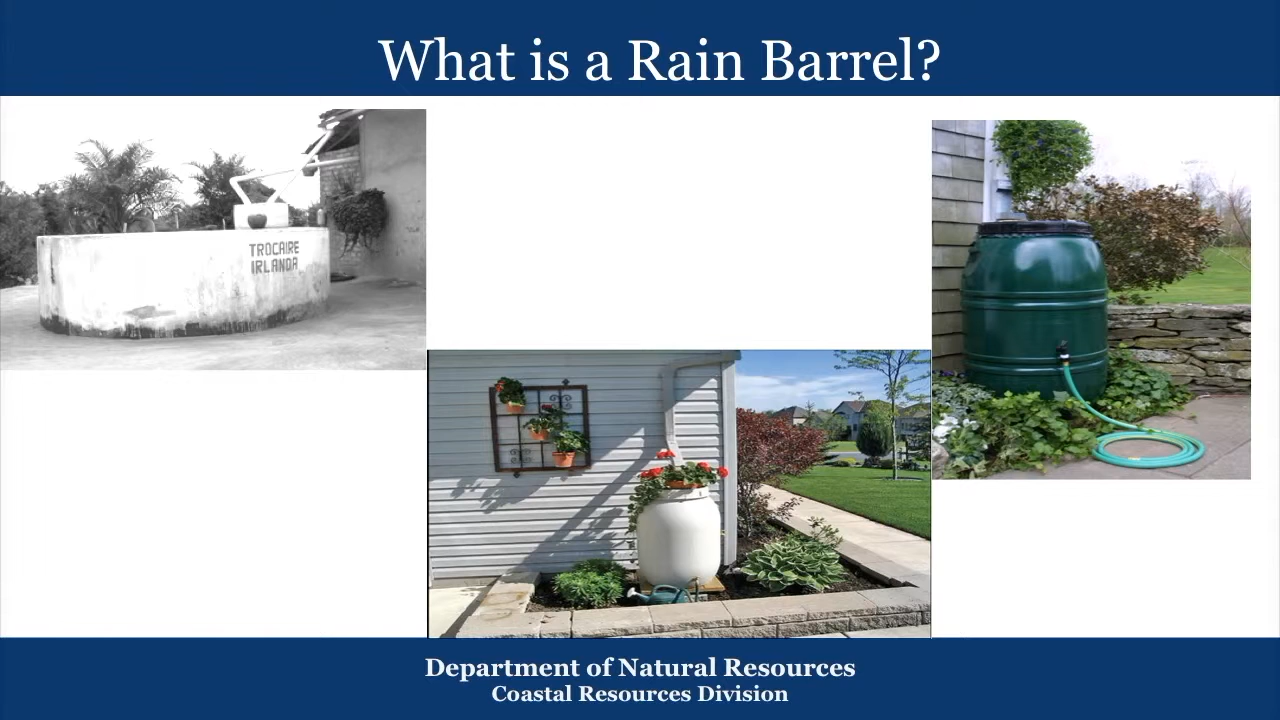 What is a Rain Barrel?
TROCAIRE
IRLANDA
Department of Natural Resources
Coastal Resources Division